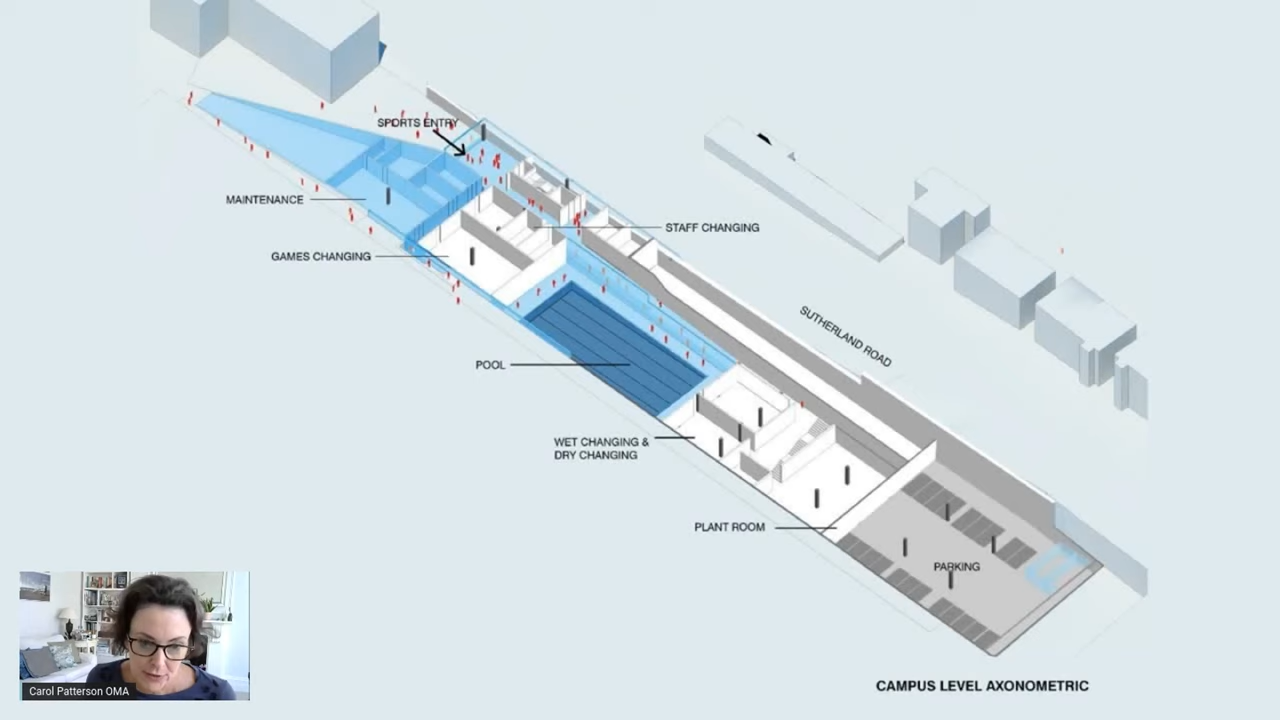 SPORTS ENTRY
MAINTENANCE
STAFF CHANGING
GAMES CHANGING
SUTHERLAND ROAD
POOL
WET CHANGING &
DRY CHANGING
PLANT ROOM
PARKING
CAMPUS LEVEL AXONOMETRIC
Carol Patterson OMA